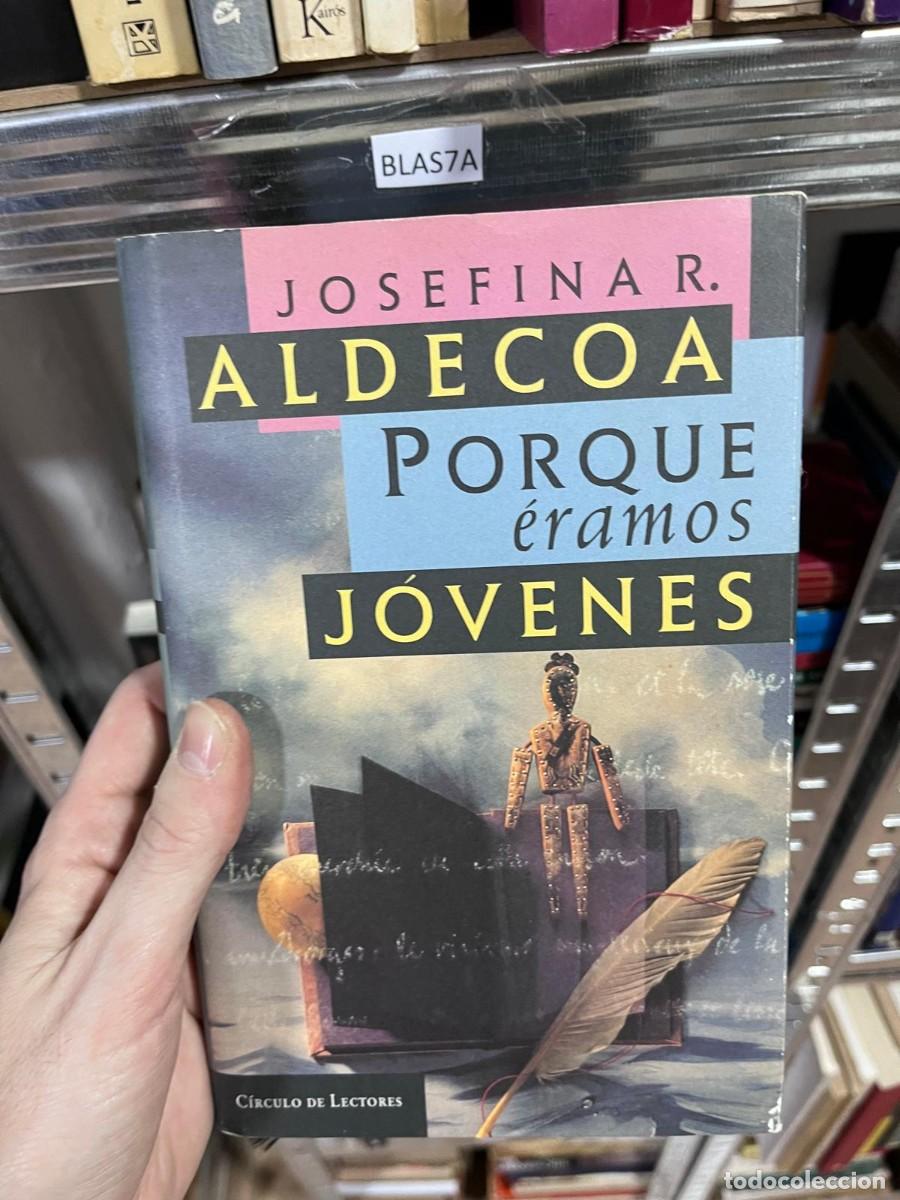 Kairós
BLAS7A
JOSEFINA R.
ALDECOA
PORQUE
éramos
JÓVENES
CÍRCULO DE LECTORES
todocoleccion